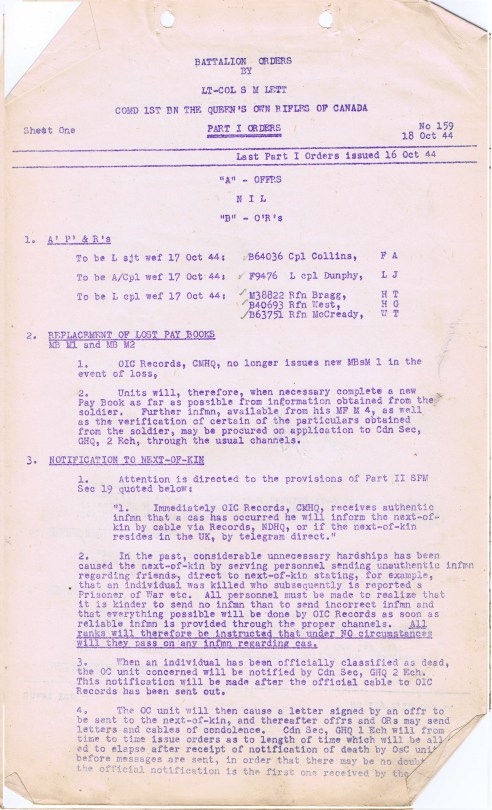 BATTALION ORDERS
BY
LT-COL S M LETT
COMD 1ST BN THE QUEEN'S OWN RIFLES OF CANADA
Sheet One PART I ORDERS No 159
18 Oct 44
Last Part I Orders issued 16 Oct 44
"A" - OFFRS
N I L
"B" - O'R's
1. A' P' & R's
To be L sjt wef 17 Oct 44: B64036 Cpl Collins, F A
To be A/Cpl wef 17 Oct 44: F9476 L cpl Dunphy, L J
To be L cpl wef 17 Oct 44: M38822 Rfn Bragg, H T
B40693 Rfn West, H G
B63751 Rfn McCready, W T
2. REPLACEMENT OF LOST PAY BOOKS
MB M1 and MB M2
1. OIC Records, CMHQ, no longer issues new MBsM 1 in the
event of loss,
2. Units will, therefore, when necessary complete a new
Pay Book as far as possible from information obtained from the
soldier. Further infmn, available from his MF M 4, as well
as the verification of certain of the particulars obtained
from the soldier, may be procured on application to Cdn Sec,
GHQ, 2 Ech, through the usual channels.
3. NOTIFICATION TO NEXT-OF-KIN
1. Attention is directed to the provisions of Part II SPM
Sec 19 quoted below:
"1. Immediately OIC Records, CMHQ, receives authentic
infmn that a cas has occurred he will inform the next-of-
kin by cable via Records, NDHQ, or if the next-of-kin
resides in the UK, by telegram direct."
2. In the past, considerable unnecessary hardships has been
caused the next-of-kin by serving personnel sending unauthentic infmn
regarding friends, direct to next-of-kin stating, for example,
that an individual was killed who subsequently is reported a
Prisoner of War etc. All personnel must be made to realize that
it is kinder to send no infmn than to send incorrect infmn and
that everything possible will be done by OIC Records as soon as
reliable infmn is provided through the proper channels. All
ranks will therefore be instructed that under NO circumstances
will they pass on any infmn regarding cas.
3. When an individual has been officially classified as dead,
the OC unit concerned will be notified by Cdn Sec, GHQ 2 Ech.
This notification will be made after the official cable to OIC
Records has been sent out.
4. The OC unit will then cause a letter signed by an offr to
be sent to the next-of-kin, and thereafter offrs and ORs may send
letters and cables of condolence. Cdn Sec, GHQ 1 Ech will from
time to time issue orders as to length of time which will be all
ed to elapse after receipt of notification of death by OsC unit
before messages are sent, in order that there may be no doubt
the official notification is the first one received by the